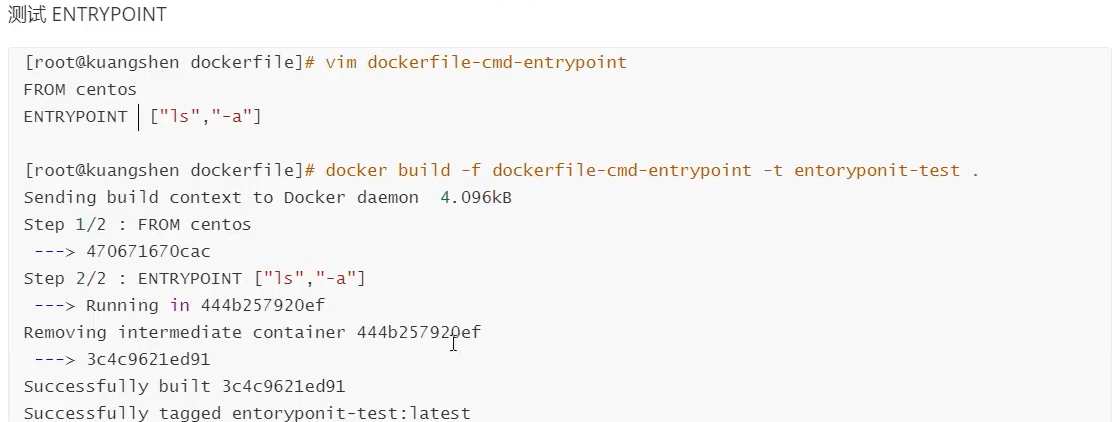 测试 ENTRYPOINT
[root@kuangshen dockerfile]# vim dockerfile-cmd-entrypoint
FROM centos
ENTRYPOINT ["ls","-a"]
[root@kuangshen dockerfile]# docker build -f dockerfile-cmd-entrypoint -t entoryponit-test .
Sending build context to Docker daemon  4.096kB
Step 1/2 : FROM centos
 ---> 470671670cac
Step 2/2 : ENTRYPOINT ["ls","-a"]
 ---> Running in 444b257920ef
Removing intermediate container 444b257920ef
 ---> 3c4c9621ed91
Successfully built 3c4c9621ed91
Successfully tagged entoryponit-test:latest